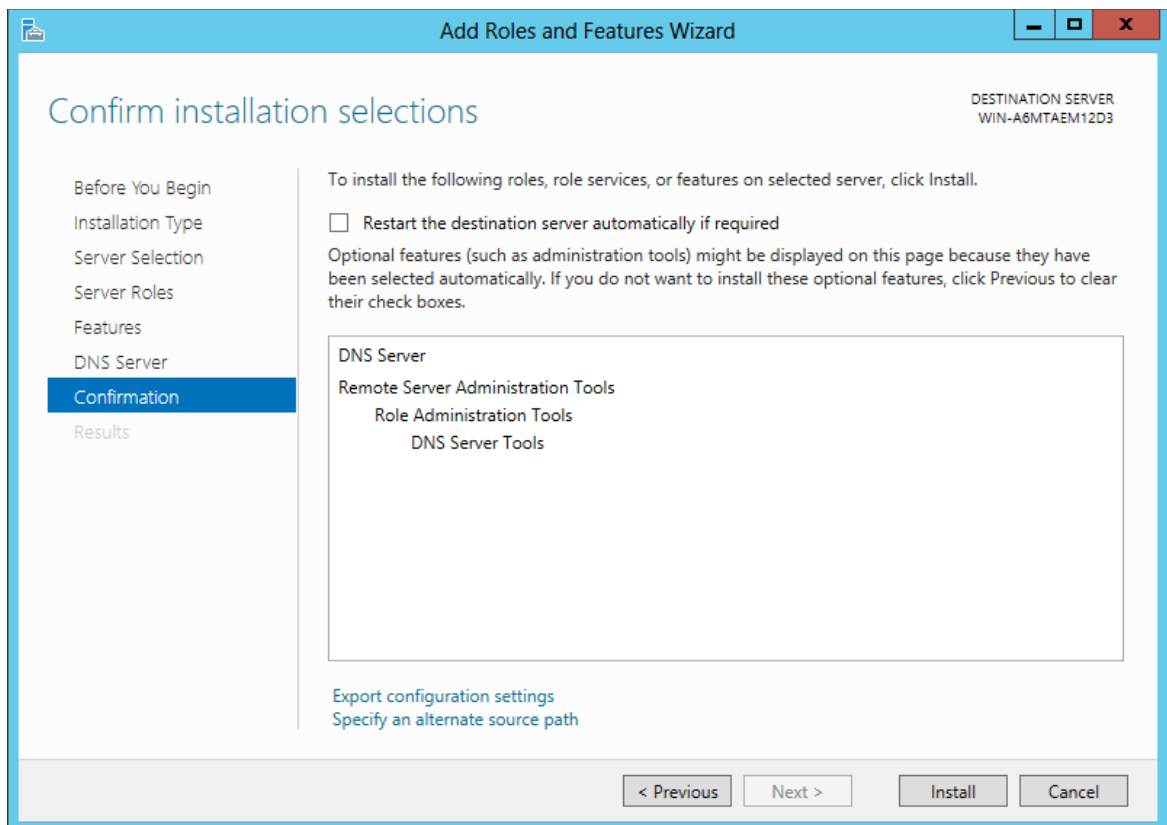 Add Roles and Features Wizard
Confirm installation selections
DESTINATION SERVER
WIN-A6MTAEM12D3
Before You Begin
Installation Type
Server Selection
Server Roles
Features
DNS Server
Confirmation
Results
To install the following roles, role services, or features on selected server, click Install.
Restart the destination server automatically if required
Optional features (such as administration tools) might be displayed on this page because they have
been selected automatically. If you do not want to install these optional features, click Previous to clear
their check boxes.
DNS Server
Remote Server Administration Tools
Role Administration Tools
DNS Server Tools
Export configuration settings
Specify an alternate source path
< Previous
Next >
Install
Cancel